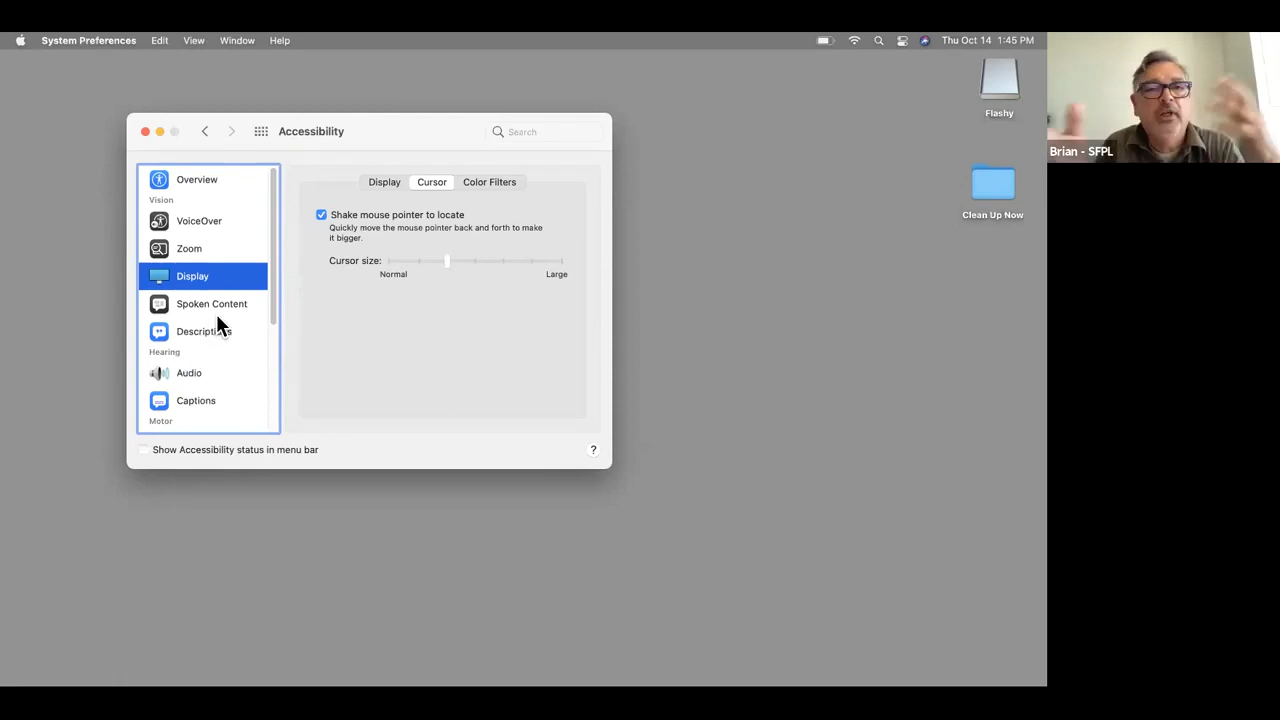 System Preferences Edit View Window Help Thu Oct 14 1:45 PM
Flashy
Brian - SFPL
Clean Up Now
Accessibility
Search
Overview
Vision
VoiceOver
Zoom
Display
Spoken Content
Hearing
Audio
Captions
Motor
Display Cursor Color Filters
Shake mouse pointer to locate
Quickly move the mouse pointer back and forth to make
it bigger.
Cursor size:
Normal Large
Show Accessibility status in menu bar
?